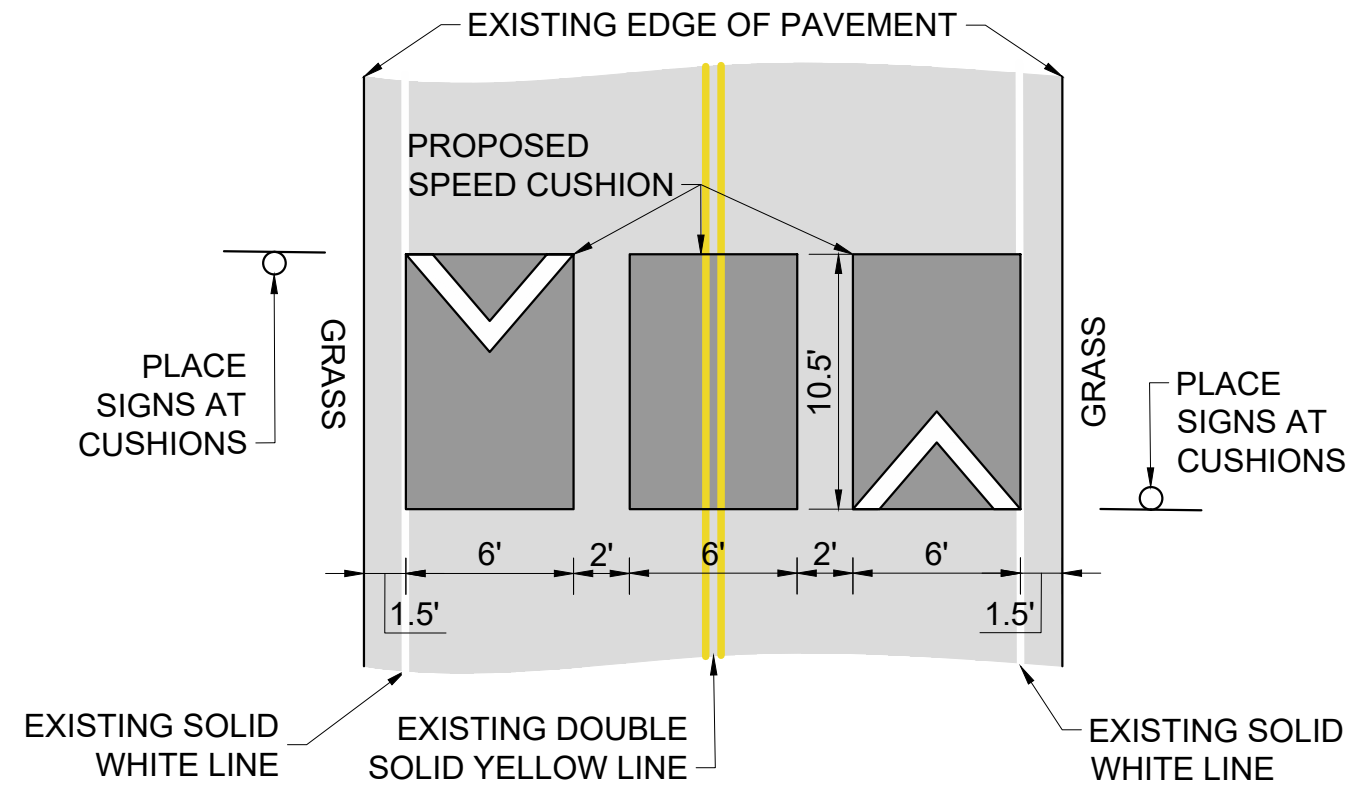 EXISTING EDGE OF PAVEMENT
PROPOSED
SPEED CUSHION
GRASS
GRASS
PLACE
SIGNS AT
CUSHIONS
10.5'
PLACE
SIGNS AT
CUSHIONS
6'
2'
6'
2'
6'
1.5'
1.5'
EXISTING SOLID
WHITE LINE
EXISTING DOUBLE
SOLID YELLOW LINE
EXISTING SOLID
WHITE LINE